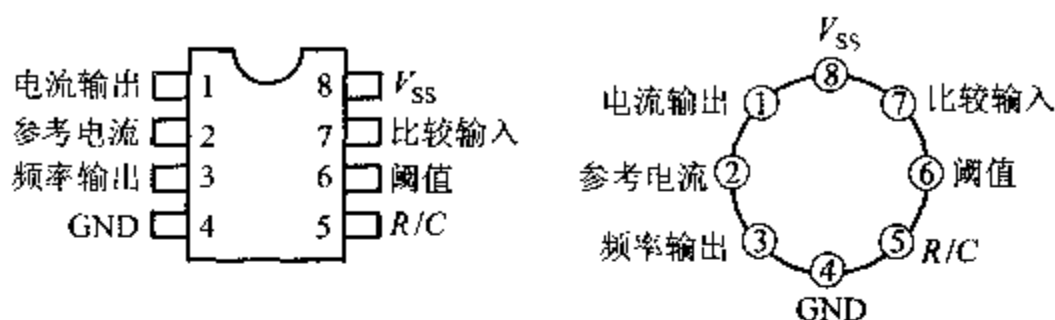 电流输出 1 8 V_SS
参考电流 2 7 比较输入
频率输出 3 6 阈值
GND 4 5 R/C
V_SS
⑧
电流输出 ① ⑦ 比较输入
参考电流 ② ⑥ 阈值
频率输出 ③ ⑤ R/C
④
GND